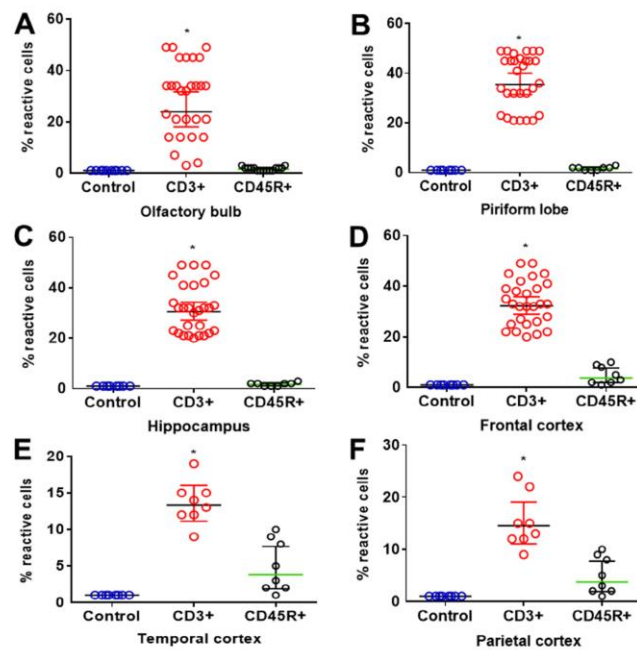 A
% reactive cells
60
40
20
0
*
Control CD3+ CD45R+
Olfactory bulb
B
% reactive cells
60
40
20
0
*
Control CD3+ CD45R+
Piriform lobe
C
% reactive cells
60
40
20
0
*
Control CD3+ CD45R+
Hippocampus
D
% reactive cells
60
40
20
0
*
Control CD3+ CD45R+
Frontal cortex
E
% reactive cells
20
15
10
5
0
*
Control CD3+ CD45R+
Temporal cortex
F
% reactive cells
30
20
10
0
*
Control CD3+ CD45R+
Parietal cortex